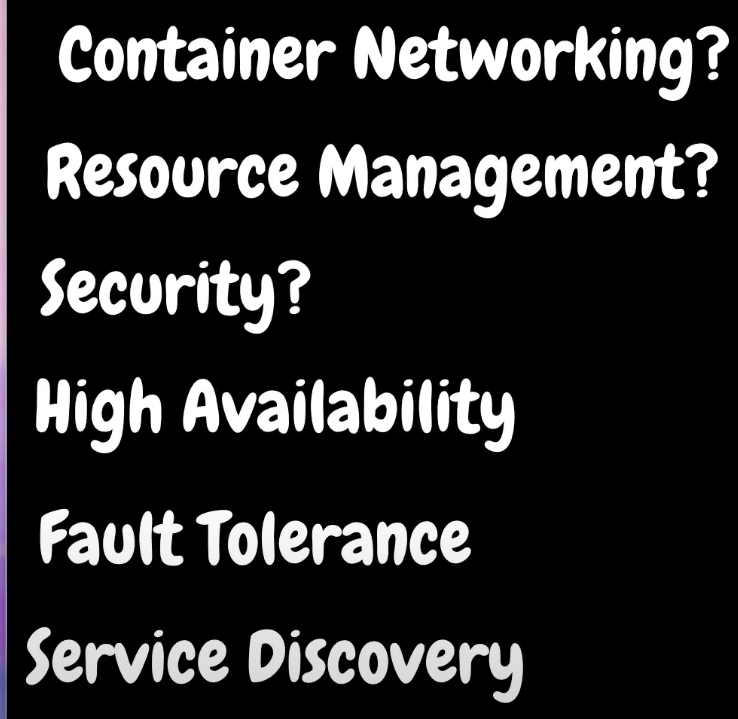 Container Networking?
Resource Management?
Security?
High Availability
Fault Tolerance
Service Discovery